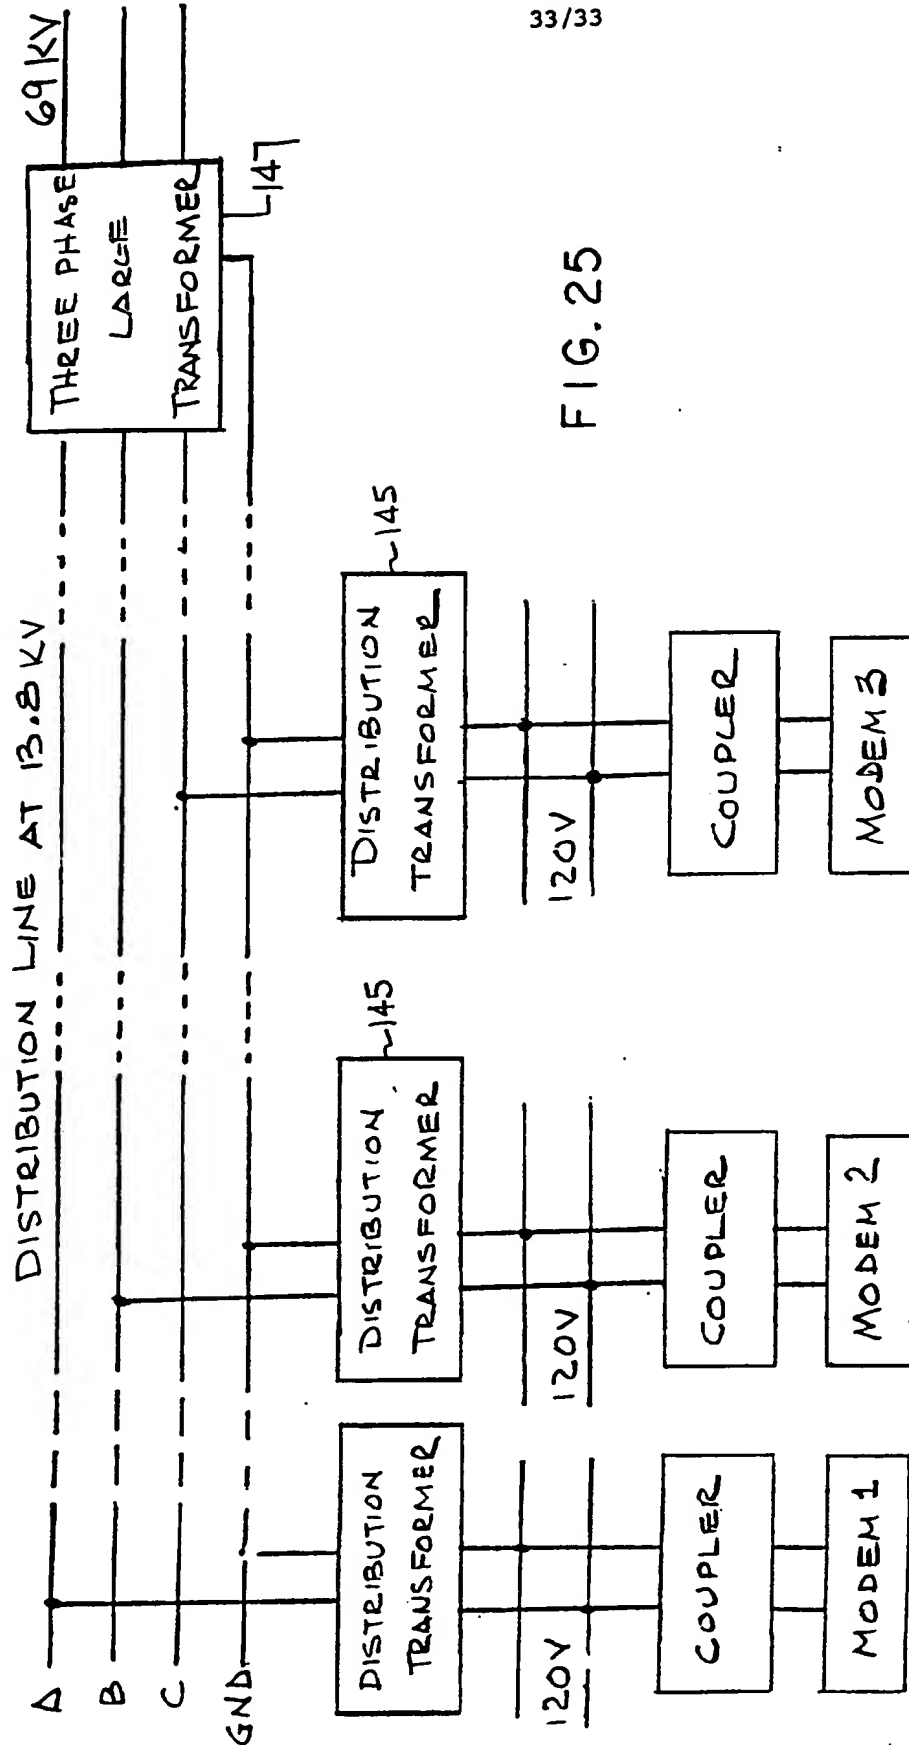 33/33
DISTRIBUTION LINE AT 13.8 KV
69 KV
A
B
C
GND
THREE PHASE
LARGE
TRANSFORMER
147
DISTRIBUTION
TRANSFORMER
DISTRIBUTION
TRANSFORMER
145
DISTRIBUTION
TRANSFORMER
145
120V
120V
120V
COUPLER
COUPLER
COUPLER
MODEM 1
MODEM 2
MODEM 3
FIG. 25